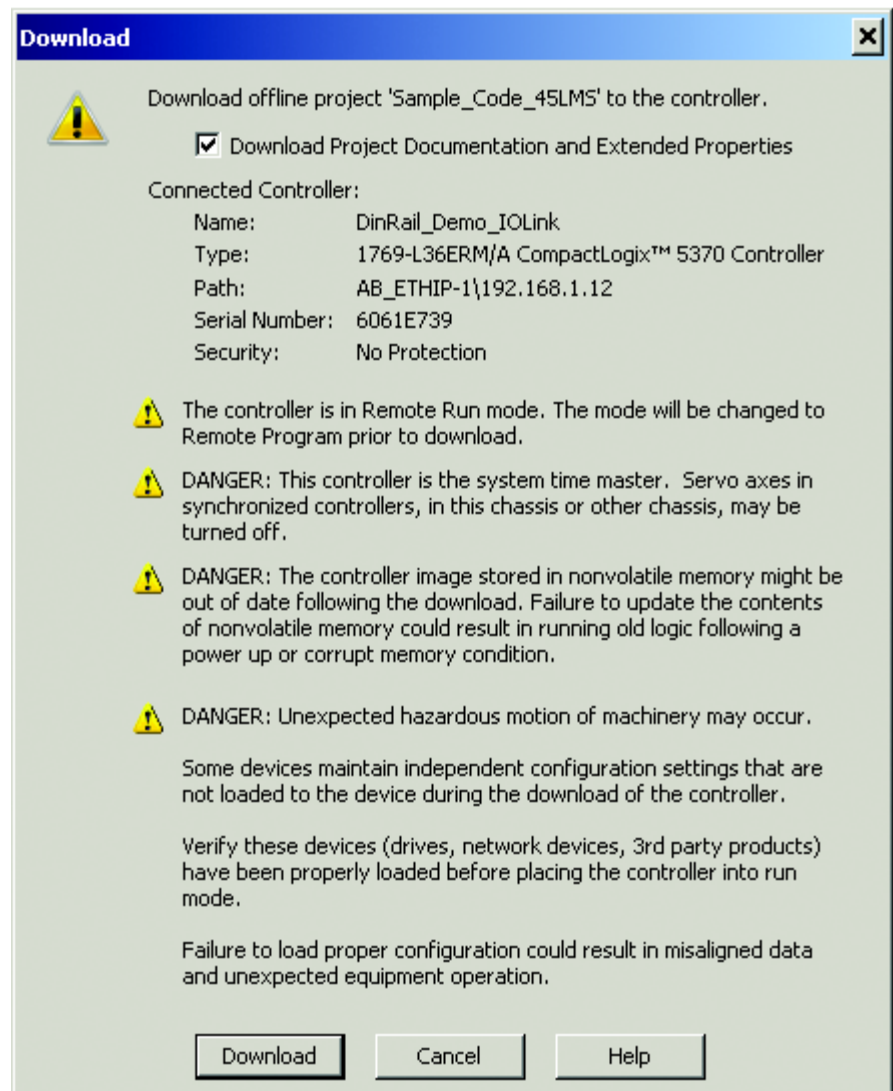 Download
Download offline project 'Sample_Code_45LMS' to the controller.
Download Project Documentation and Extended Properties
Connected Controller:
Name: DinRail_Demo_IOLink
Type: 1769-L36ERM/A CompactLogix™ 5370 Controller
Path: AB_ETHIP-1\192.168.1.12
Serial Number: 6061E739
Security: No Protection
The controller is in Remote Run mode. The mode will be changed to
Remote Program prior to download.
DANGER: This controller is the system time master. Servo axes in
synchronized controllers, in this chassis or other chassis, may be
turned off.
DANGER: The controller image stored in nonvolatile memory might be
out of date following the download. Failure to update the contents
of nonvolatile memory could result in running old logic following a
power up or corrupt memory condition.
DANGER: Unexpected hazardous motion of machinery may occur.
Some devices maintain independent configuration settings that are
not loaded to the device during the download of the controller.
Verify these devices (drives, network devices, 3rd party products)
have been properly loaded before placing the controller into run
mode.
Failure to load proper configuration could result in misaligned data
and unexpected equipment operation.
Download Cancel Help